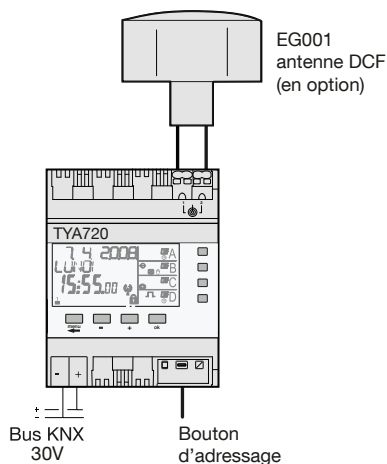 EG001
antenne DCF
(en option)
TYA720
7. 4. 2008
A
LUNDI
B
15:55.00
C
D
menu
-
+
ok
- +
Bus KNX
30V
Bouton
d'adressage